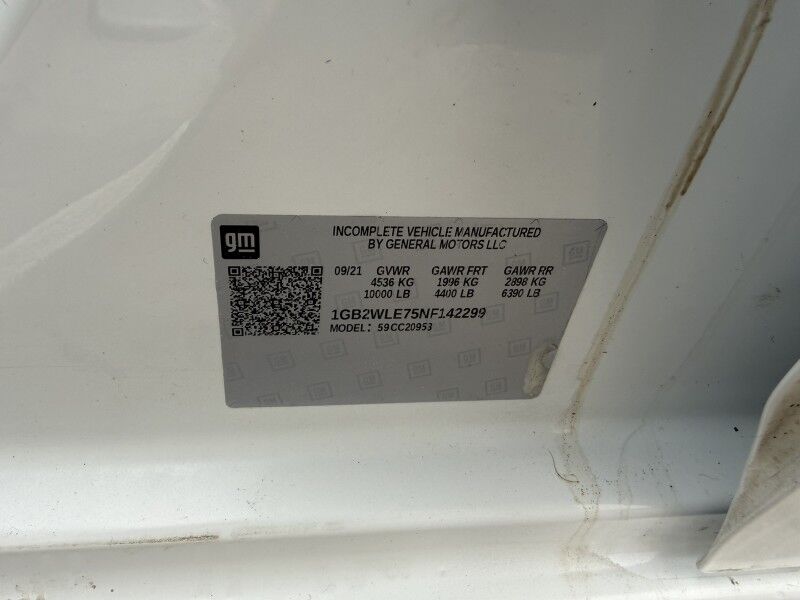 gm
INCOMPLETE VEHICLE MANUFACTURED
BY GENERAL MOTORS LLC
09/21 GVWR GAWR FRT GAWR RR
4536 KG 1996 KG 2898 KG
10000 LB 4400 LB 6390 LB
1GB2WLE75NF142299
MODEL: 59CC20953